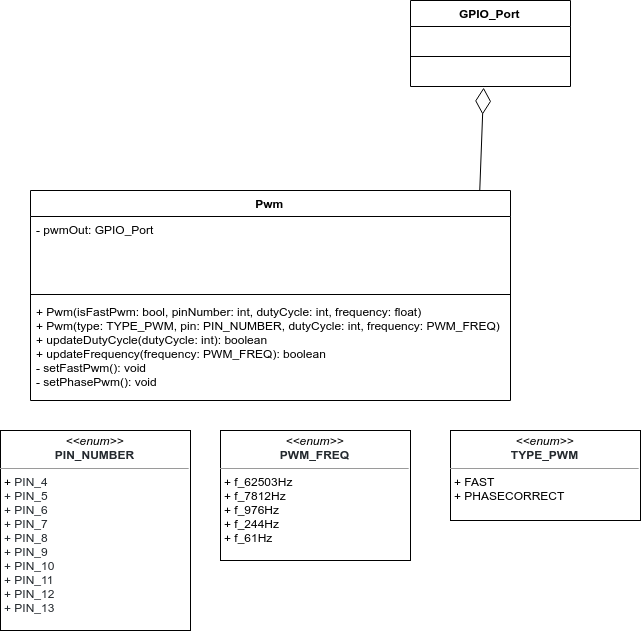 GPIO_Port
Pwm
- pwmOut: GPIO_Port
+ Pwm(isFastPwm: bool, pinNumber: int, dutyCycle: int, frequency: float)
+ Pwm(type: TYPE_PWM, pin: PIN_NUMBER, dutyCycle: int, frequency: PWM_FREQ)
+ updateDutyCycle(dutyCycle: int): boolean
+ updateFrequency(frequency: PWM_FREQ): boolean
- setFastPwm(): void
- setPhasePwm(): void
<<enum>>
PIN_NUMBER
+ PIN_4
+ PIN_5
+ PIN_6
+ PIN_7
+ PIN_8
+ PIN_9
+ PIN_10
+ PIN_11
+ PIN_12
+ PIN_13
<<enum>>
PWM_FREQ
+ f_62503Hz
+ f_7812Hz
+ f_976Hz
+ f_244Hz
+ f_61Hz
<<enum>>
TYPE_PWM
+ FAST
+ PHASECORRECT